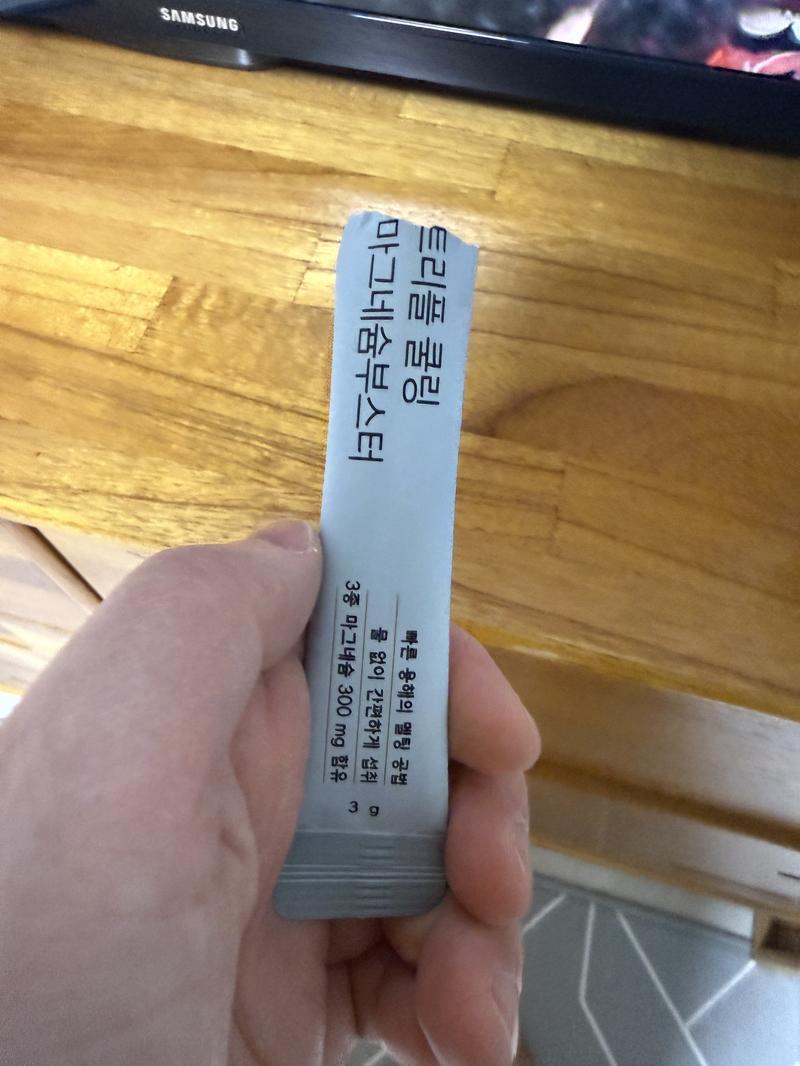 SAMSUNG
트리플 쿨링
마그네슘부스터
빠른 용해의 멜팅 공법
물 없이 간편하게 섭취
3종 마그네슘 300 mg 함유
3 g